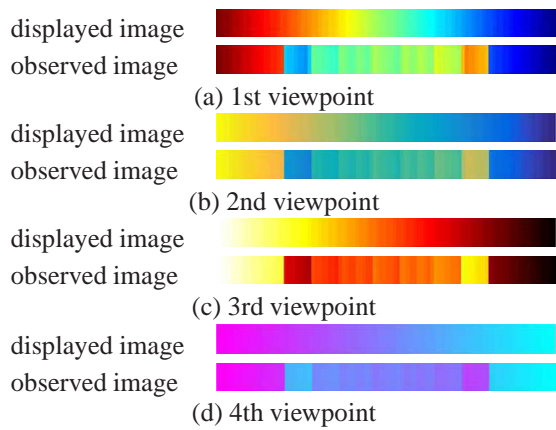 displayed image
observed image
(a) 1st viewpoint
displayed image
observed image
(b) 2nd viewpoint
displayed image
observed image
(c) 3rd viewpoint
displayed image
observed image
(d) 4th viewpoint